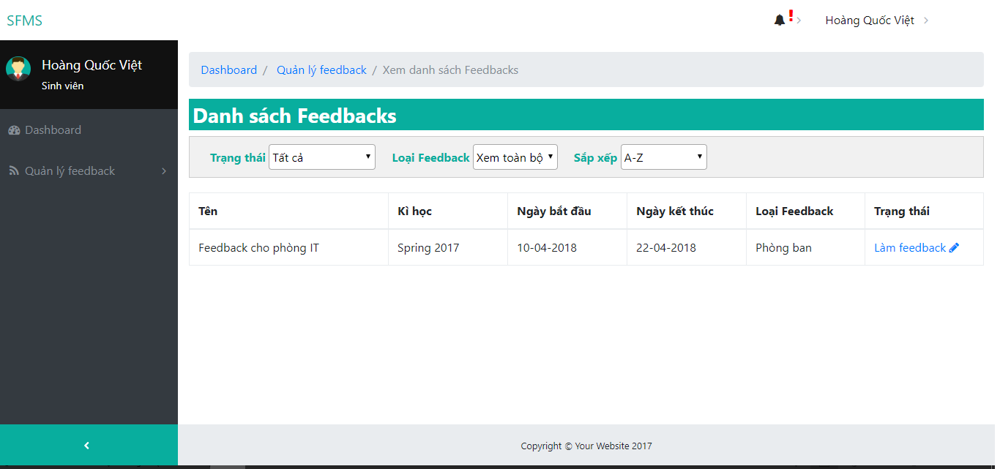 SFMS
! Hoàng Quốc Việt
Hoàng Quốc Việt
Sinh viên
Dashboard
Quản lý feedback
Dashboard / Quản lý feedback / Xem danh sách Feedbacks
Danh sách Feedbacks
Trạng thái Tất cả Loại Feedback Xem toàn bộ Sắp xếp A-Z
Tên Kì học Ngày bắt đầu Ngày kết thúc Loại Feedback Trạng thái
Feedback cho phòng IT Spring 2017 10-04-2018 22-04-2018 Phòng ban Làm feedback
Copyright © Your Website 2017